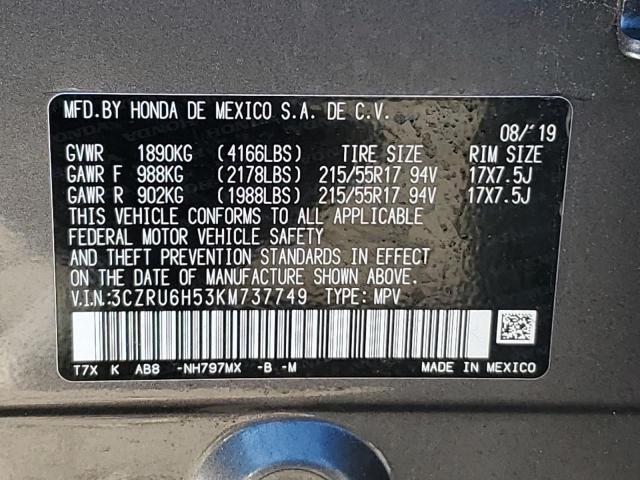 MFD.BY HONDA DE MEXICO S.A. DE C.V.
08/'19
GVWR 1890KG (4166LBS) TIRE SIZE RIM SIZE
GAWR F 988KG (2178LBS) 215/55R17 94V 17X7.5J
GAWR R 902KG (1988LBS) 215/55R17 94V 17X7.5J
THIS VEHICLE CONFORMS TO ALL APPLICABLE
FEDERAL MOTOR VEHICLE SAFETY
AND THEFT PREVENTION STANDARDS IN EFFECT
ON THE DATE OF MANUFACTURE SHOWN ABOVE.
V.I.N.:3CZRU6H53KM737749 TYPE: MPV
T7X K AB8 -NH797MX -B -M MADE IN MEXICO